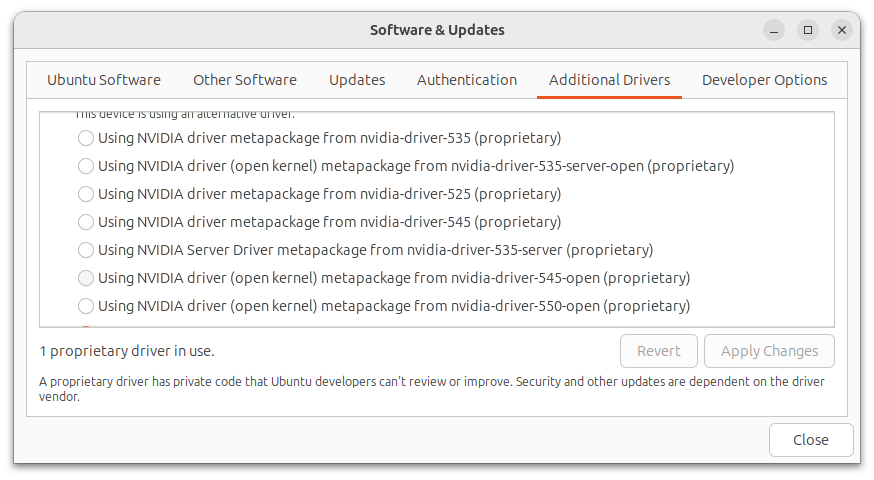 Software & Updates
Ubuntu Software
Other Software
Updates
Authentication
Additional Drivers
Developer Options
This device is using an alternative driver.
Using NVIDIA driver metapackage from nvidia-driver-535 (proprietary)
Using NVIDIA driver (open kernel) metapackage from nvidia-driver-535-server-open (proprietary)
Using NVIDIA driver metapackage from nvidia-driver-525 (proprietary)
Using NVIDIA driver metapackage from nvidia-driver-545 (proprietary)
Using NVIDIA Server Driver metapackage from nvidia-driver-535-server (proprietary)
Using NVIDIA driver (open kernel) metapackage from nvidia-driver-545-open (proprietary)
Using NVIDIA driver (open kernel) metapackage from nvidia-driver-550-open (proprietary)
1 proprietary driver in use.
Revert
Apply Changes
A proprietary driver has private code that Ubuntu developers can't review or improve. Security and other updates are dependent on the driver
vendor.
Close